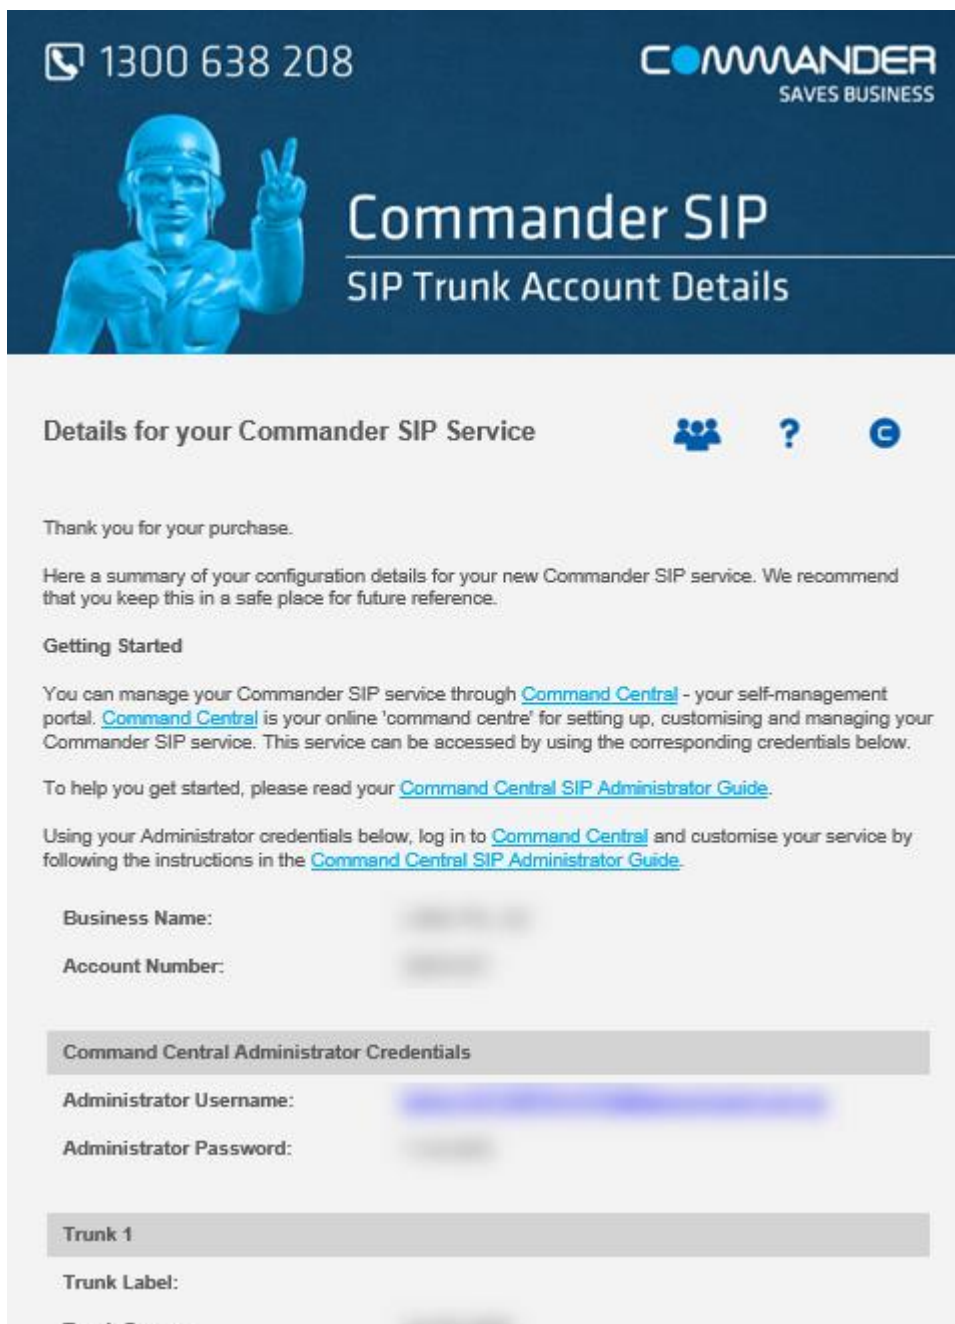 1300 638 208
COMMANDER
SAVES BUSINESS
Commander SIP
SIP Trunk Account Details
Details for your Commander SIP Service
?
Thank you for your purchase.
Here a summary of your configuration details for your new Commander SIP service. We recommend
that you keep this in a safe place for future reference.
Getting Started
You can manage your Commander SIP service through Command Central - your self-management
portal. Command Central is your online 'command centre' for setting up, customising and managing your
Commander SIP service. This service can be accessed by using the corresponding credentials below.
To help you get started, please read your Command Central SIP Administrator Guide.
Using your Administrator credentials below, log in to Command Central and customise your service by
following the instructions in the Command Central SIP Administrator Guide.
Business Name:
Account Number:
Command Central Administrator Credentials
Administrator Username:
Administrator Password:
Trunk 1
Trunk Label: